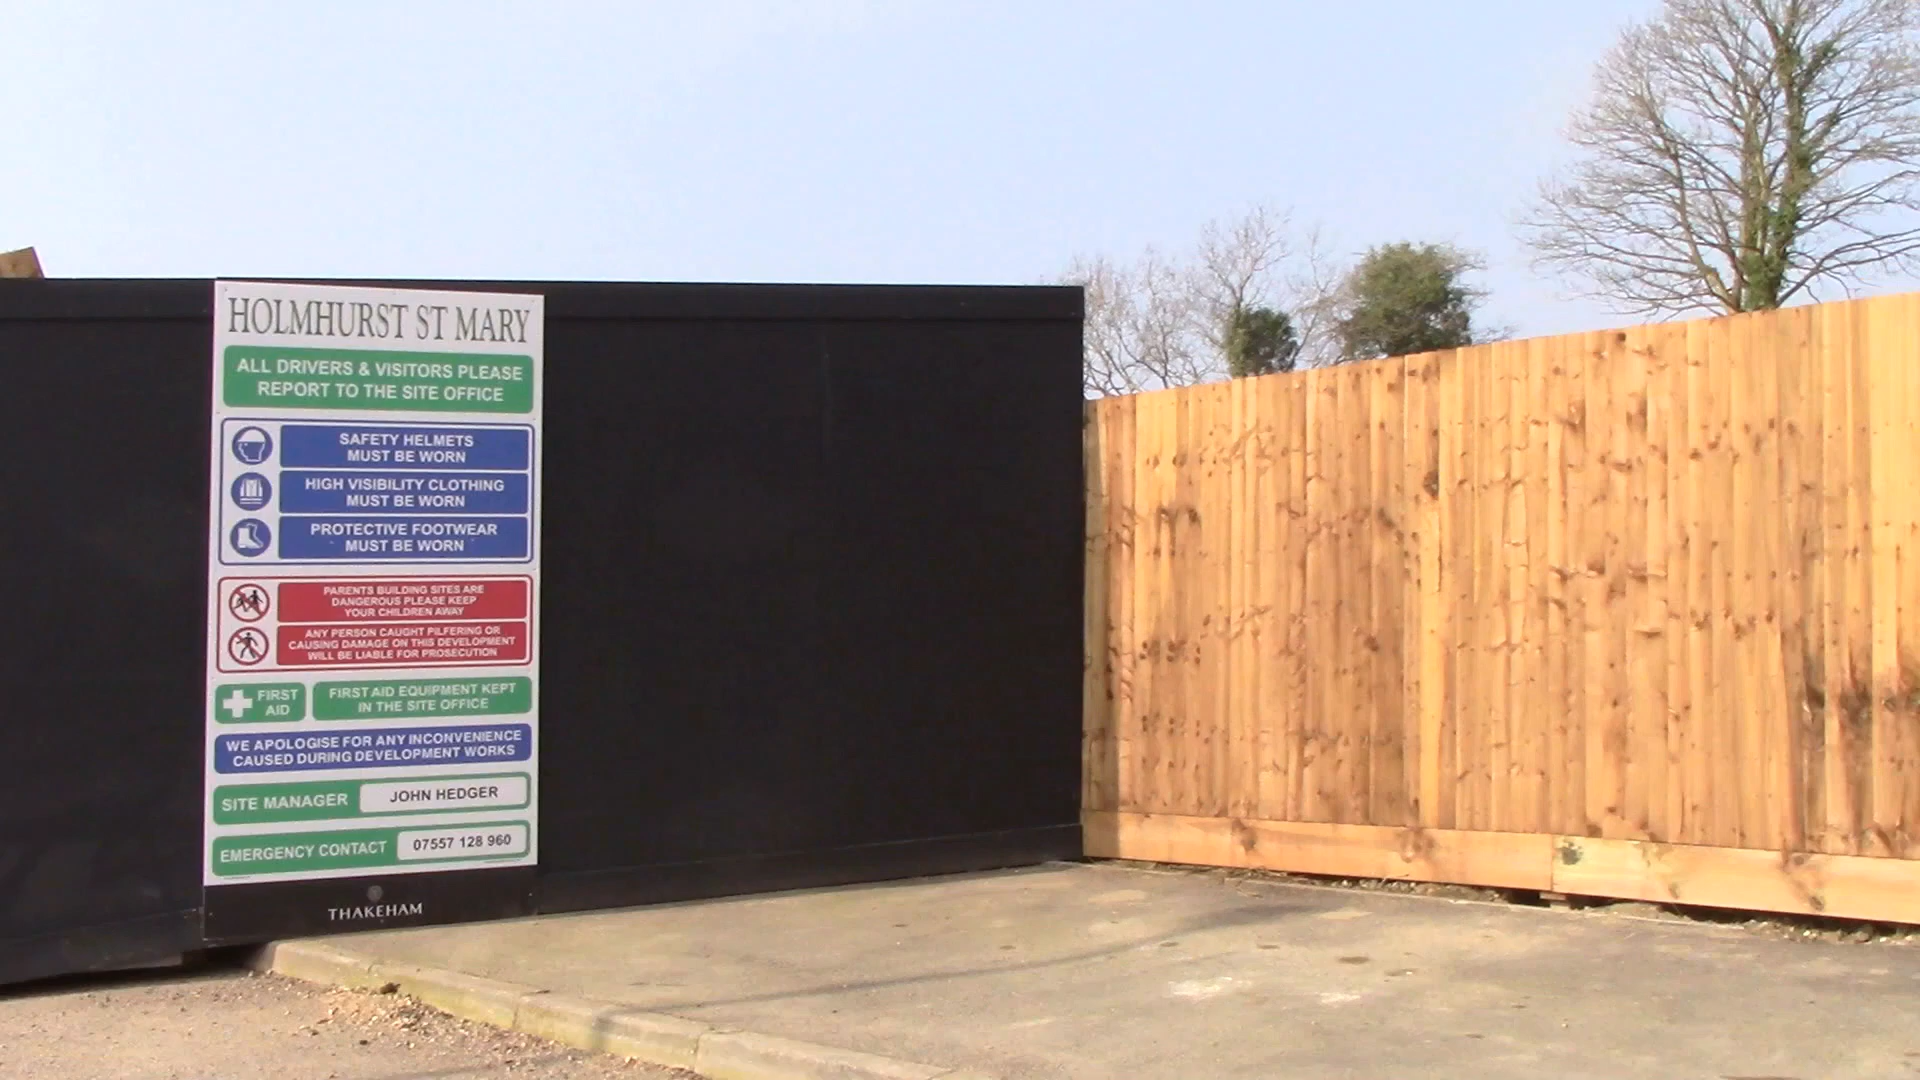 HOLMHURST ST MARY
ALL DRIVERS & VISITORS PLEASE
REPORT TO THE SITE OFFICE
SAFETY HELMETS
MUST BE WORN
HIGH VISIBILITY CLOTHING
MUST BE WORN
PROTECTIVE FOOTWEAR
MUST BE WORN
PARENTS BUILDING SITES ARE
DANGEROUS PLEASE KEEP
YOUR CHILDREN AWAY
ANY PERSON CAUGHT PILFERING OR
CAUSING DAMAGE ON THIS DEVELOPMENT
WILL BE LIABLE FOR PROSECUTION
FIRST
AID
FIRST AID EQUIPMENT KEPT
IN THE SITE OFFICE
WE APOLOGISE FOR ANY INCONVENIENCE
CAUSED DURING DEVELOPMENT WORKS
SITE MANAGER JOHN HEDGER
EMERGENCY CONTACT 07557 128 960
THAKEHAM